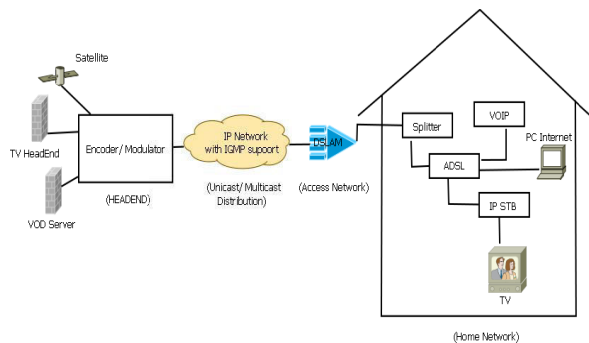 Satellite
TV HeadEnd
Encoder/ Modulator
(HEADEND)
VOD Server
IP Network
with IGMP supoort
(Unicast/ Multicast
Distribution)
DSLAM
(Access Network)
Splitter
VOIP
PC Internet
ADSL
IP STB
TV
(Home Network)